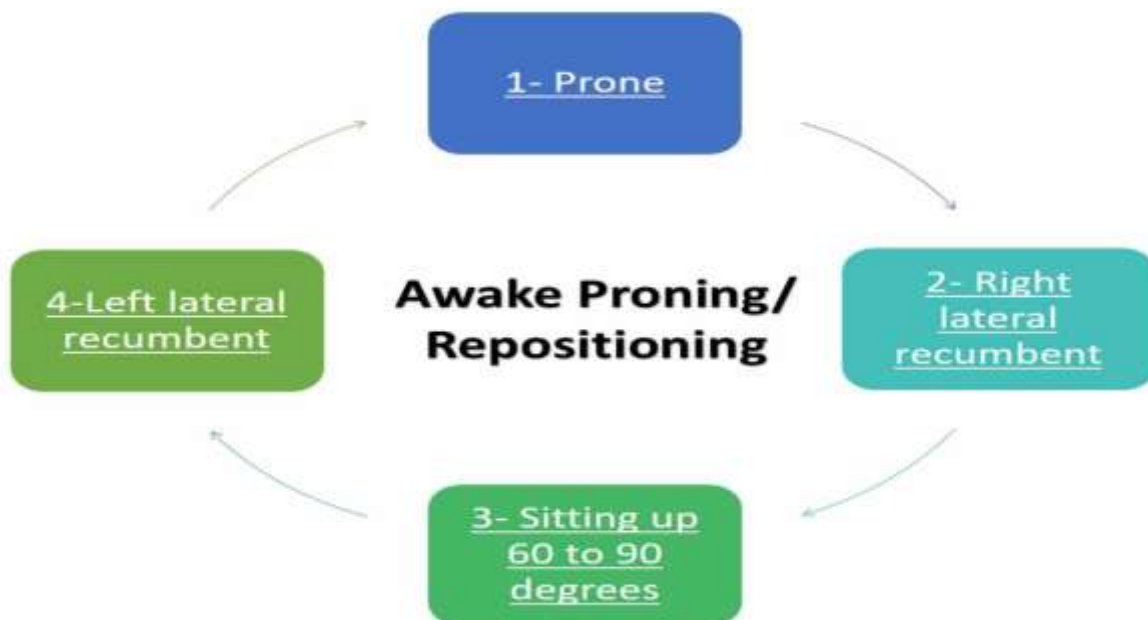 1- Prone
2- Right
lateral
recumbent
3- Sitting up
60 to 90
degrees
4-Left lateral
recumbent
Awake Proning/
Repositioning